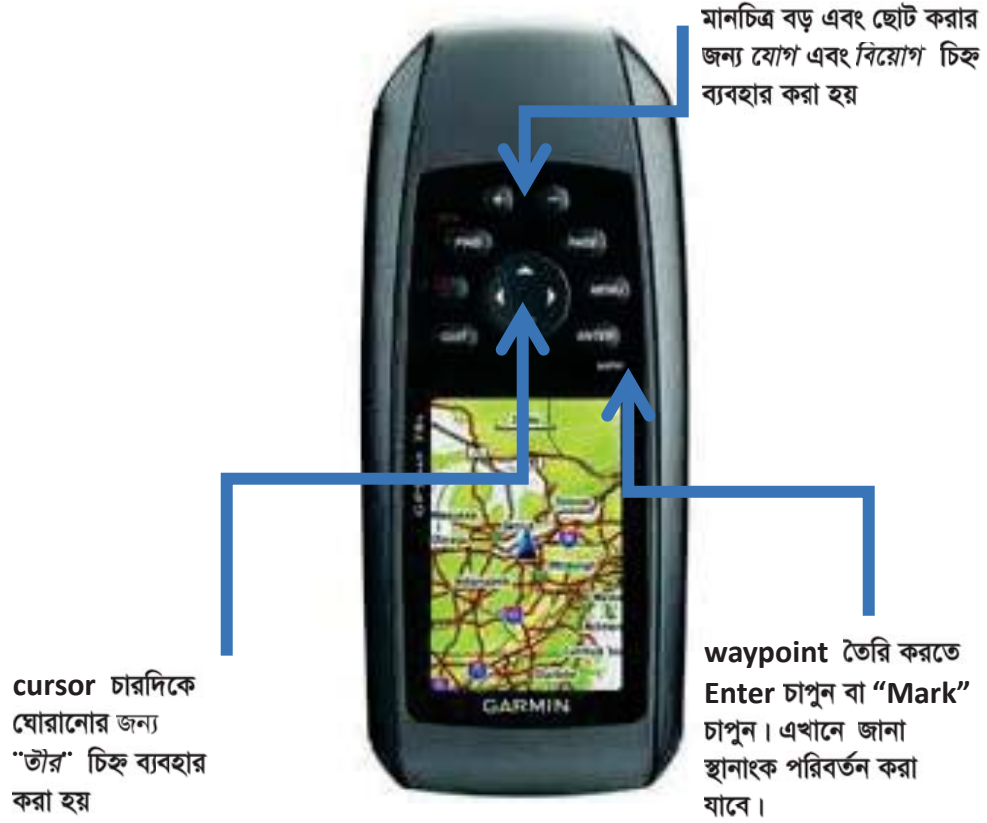 মানচিত্র বড় এবং ছোট করার
জন্য যোগ এবং বিয়োগ চিহ্ন
ব্যবহার করা হয়
+ −
FIND PAGE
MENU
QUIT ENTER
MARK
GARMIN
cursor চারদিকে
ঘোরানোর জন্য
¨তীর¨ চিহ্ন ব্যবহার
করা হয়
waypoint তৈরি করতে
Enter চাপুন বা “Mark”
চাপুন। এখানে জানা
স্থানাংক পরিবর্তন করা
যাবে।